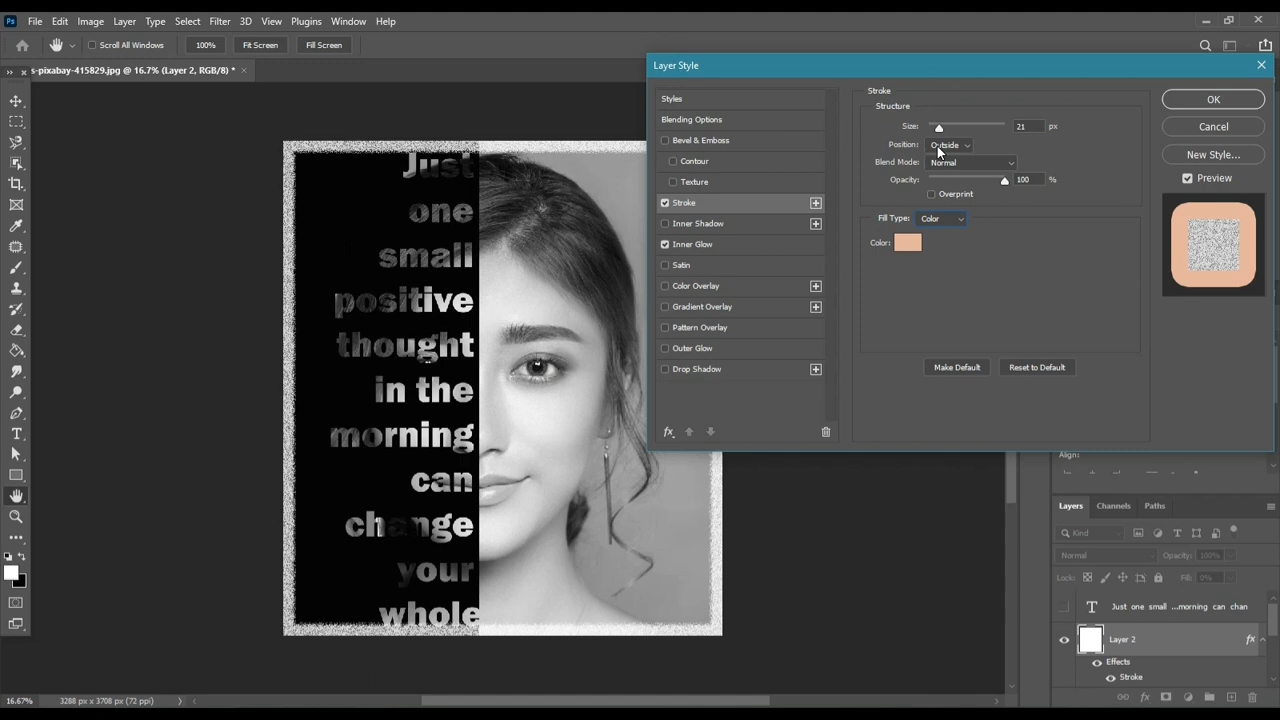 Ps File Edit Image Layer Type Select Filter 3D View Plugins Window Help
Scroll All Windows 100% Fit Screen Fill Screen
s-pixabay-415829.jpg @ 16.7% (Layer 2, RGB/8) *
Just
one
small
positive
thought
in the
morning
can
change
your
whole
Layer Style
Styles
Blending Options
Bevel & Emboss
Contour
Texture
Stroke
Inner Shadow
Inner Glow
Satin
Color Overlay
Gradient Overlay
Pattern Overlay
Outer Glow
Drop Shadow
fx
Stroke
Structure
Size: 21 px
Position: Outside
Blend Mode: Normal
Opacity: 100 %
Overprint
Fill Type: Color
Color:
Make Default Reset to Default
OK
Cancel
New Style...
Preview
Align:
Layers Channels Paths
Kind
Normal Opacity: 100%
Lock: Fill: 0%
T Just one small ...morning can chan
Layer 2 fx
Effects
Stroke
fx
16.67% 3288 px x 3708 px (72 ppi)